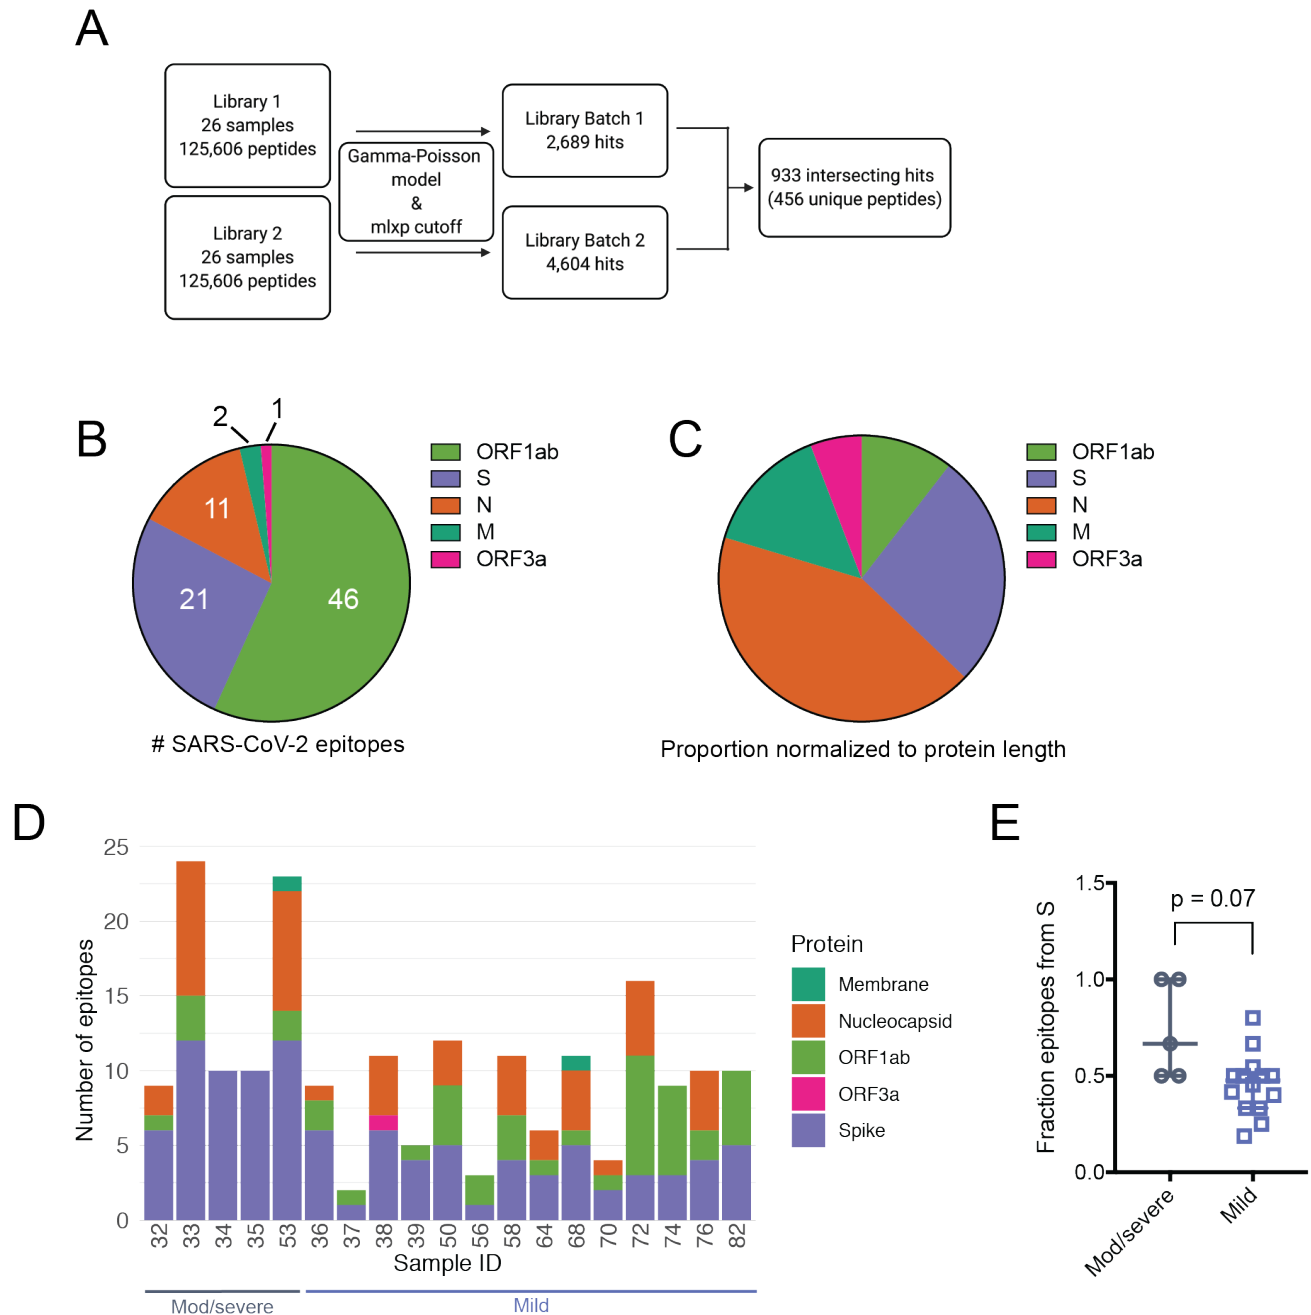 A
Library 1
26 samples
125,606 peptides
Library 2
26 samples
125,606 peptides
Gamma-Poisson
model
&
mlxp cutoff
Library Batch 1
2,689 hits
Library Batch 2
4,604 hits
933 intersecting hits
(456 unique peptides)
B
2
1
11
21
46
ORF1ab
S
N
M
ORF3a
# SARS-CoV-2 epitopes
C
ORF1ab
S
N
M
ORF3a
Proportion normalized to protein length
D
Number of epitopes
25
20
15
10
5
0
32 33 34 35 53 36 37 38 39 50 56 58 64 68 70 72 74 76 82
Sample ID
Mod/severe
Mild
Protein
Membrane
Nucleocapsid
ORF1ab
ORF3a
Spike
E
Fraction epitopes from S
1.5
1.0
0.5
0.0
p = 0.07
Mod/severe
Mild